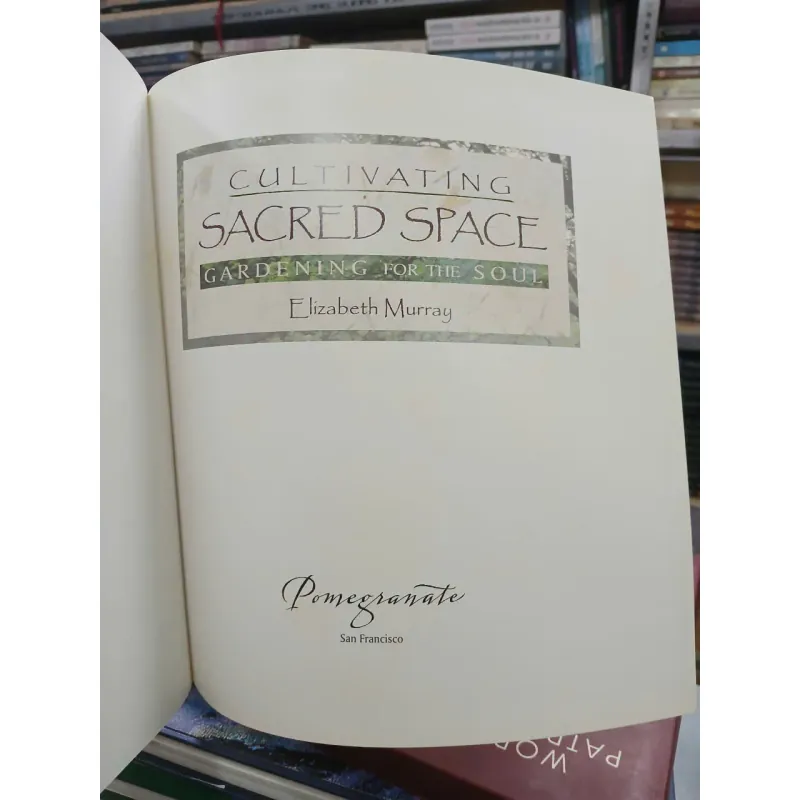 CULTIVATING
SACRED SPACE
GARDENING FOR THE SOUL
Elizabeth Murray
Pomegranate
San Francisco